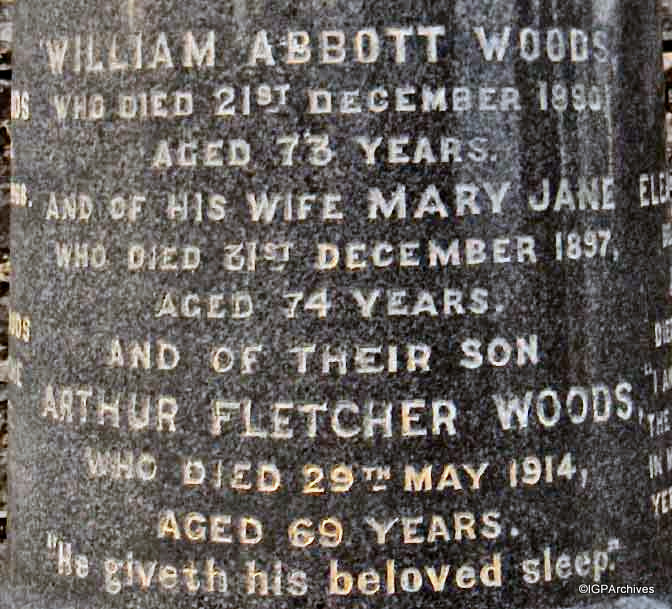 WILLIAM ABBOTT WOODS,
WHO DIED 21ST DECEMBER 1890,
AGED 73 YEARS.
AND OF HIS WIFE MARY JANE
WHO DIED 31ST DECEMBER 1897,
AGED 74 YEARS.
AND OF THEIR SON
ARTHUR FLETCHER WOODS,
WHO DIED 29TH MAY 1914,
AGED 69 YEARS.
"He giveth his beloved sleep."
©IGPArchives